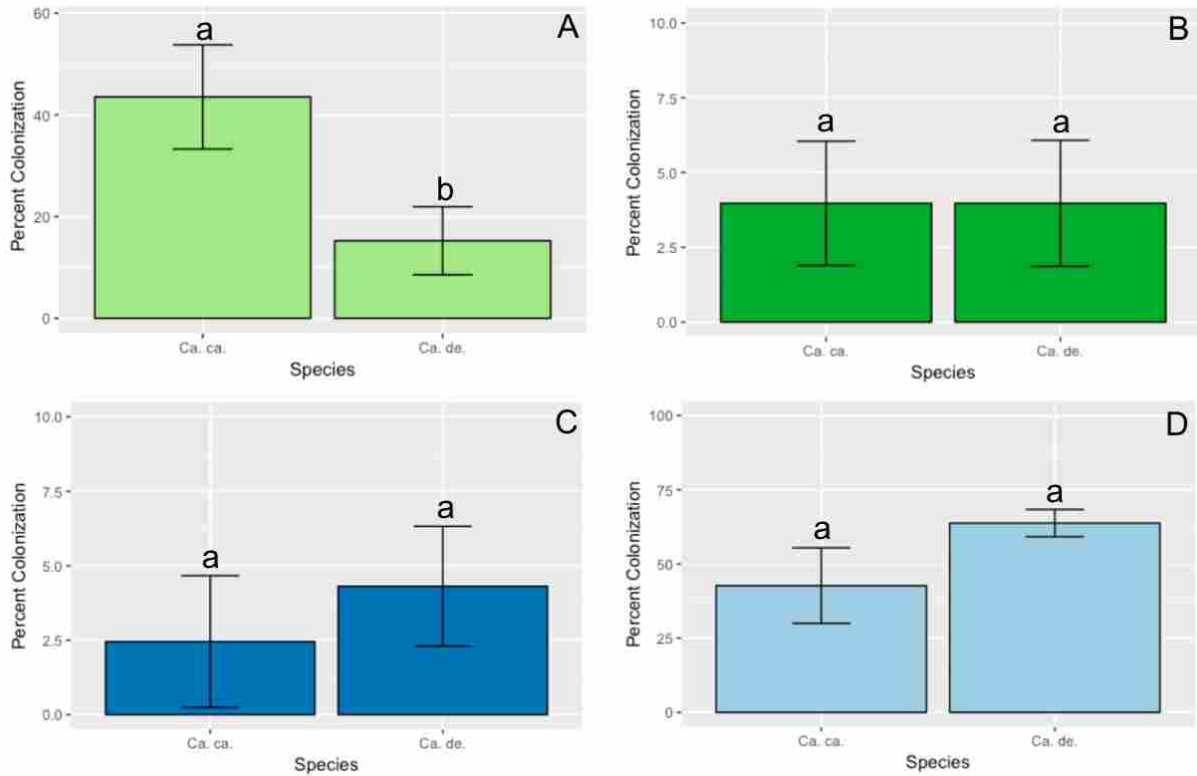 A
60
40
20
0
Percent Colonization
a
b
Ca. ca.
Ca. de.
Species
B
10.0
7.5
5.0
2.5
0.0
Percent Colonization
a
a
Ca. ca.
Ca. de.
Species
C
10.0
7.5
5.0
2.5
0.0
Percent Colonization
a
a
Ca. ca.
Ca. de.
Species
D
100
75
50
25
0
Percent Colonization
a
a
Ca. ca.
Ca. de.
Species